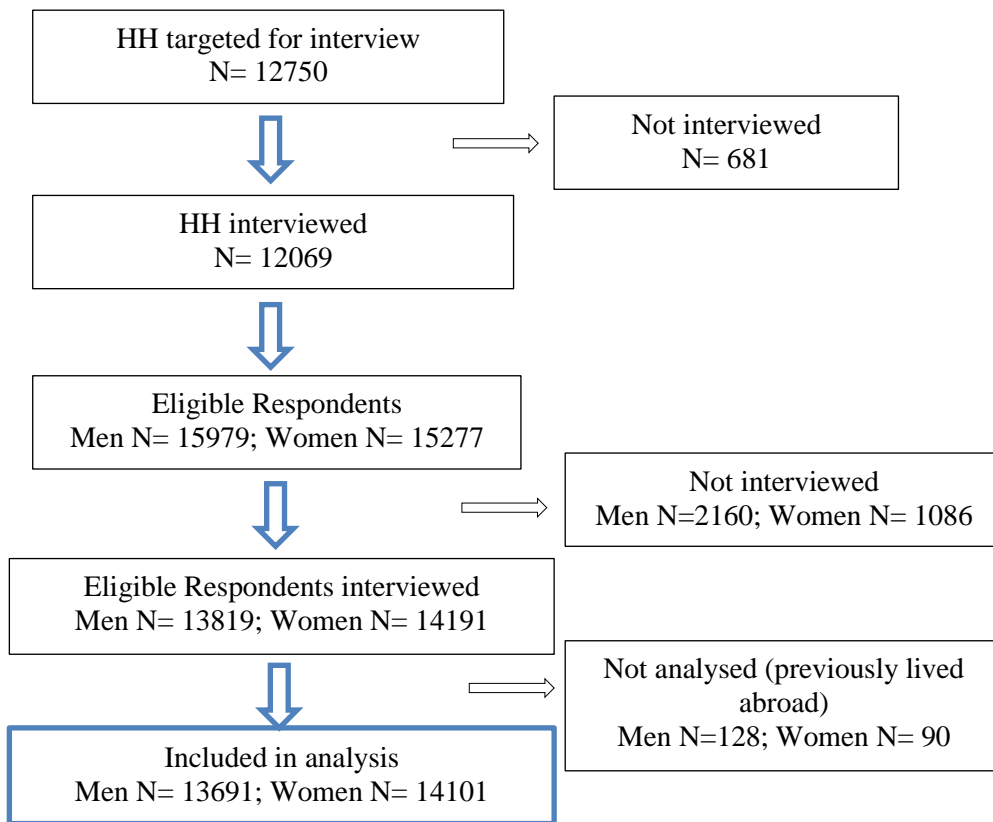 HH targeted for interview
N= 12750
Not interviewed
N= 681
HH interviewed
N= 12069
Eligible Respondents
Men N= 15979; Women N= 15277
Not interviewed
Men N=2160; Women N= 1086
Eligible Respondents interviewed
Men N= 13819; Women N= 14191
Not analysed (previously lived
abroad)
Men N=128; Women N= 90
Included in analysis
Men N= 13691; Women N= 14101